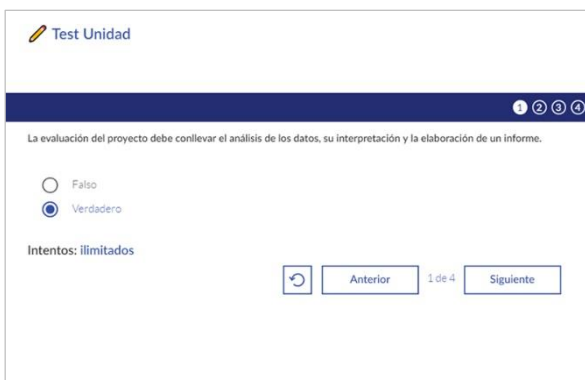 Test Unidad
1 2 3 4
La evaluación del proyecto debe conllevar el análisis de los datos, su interpretación y la elaboración de un informe.
Falso
Verdadero
Intentos: ilimitados
Anterior 1 de 4 Siguiente